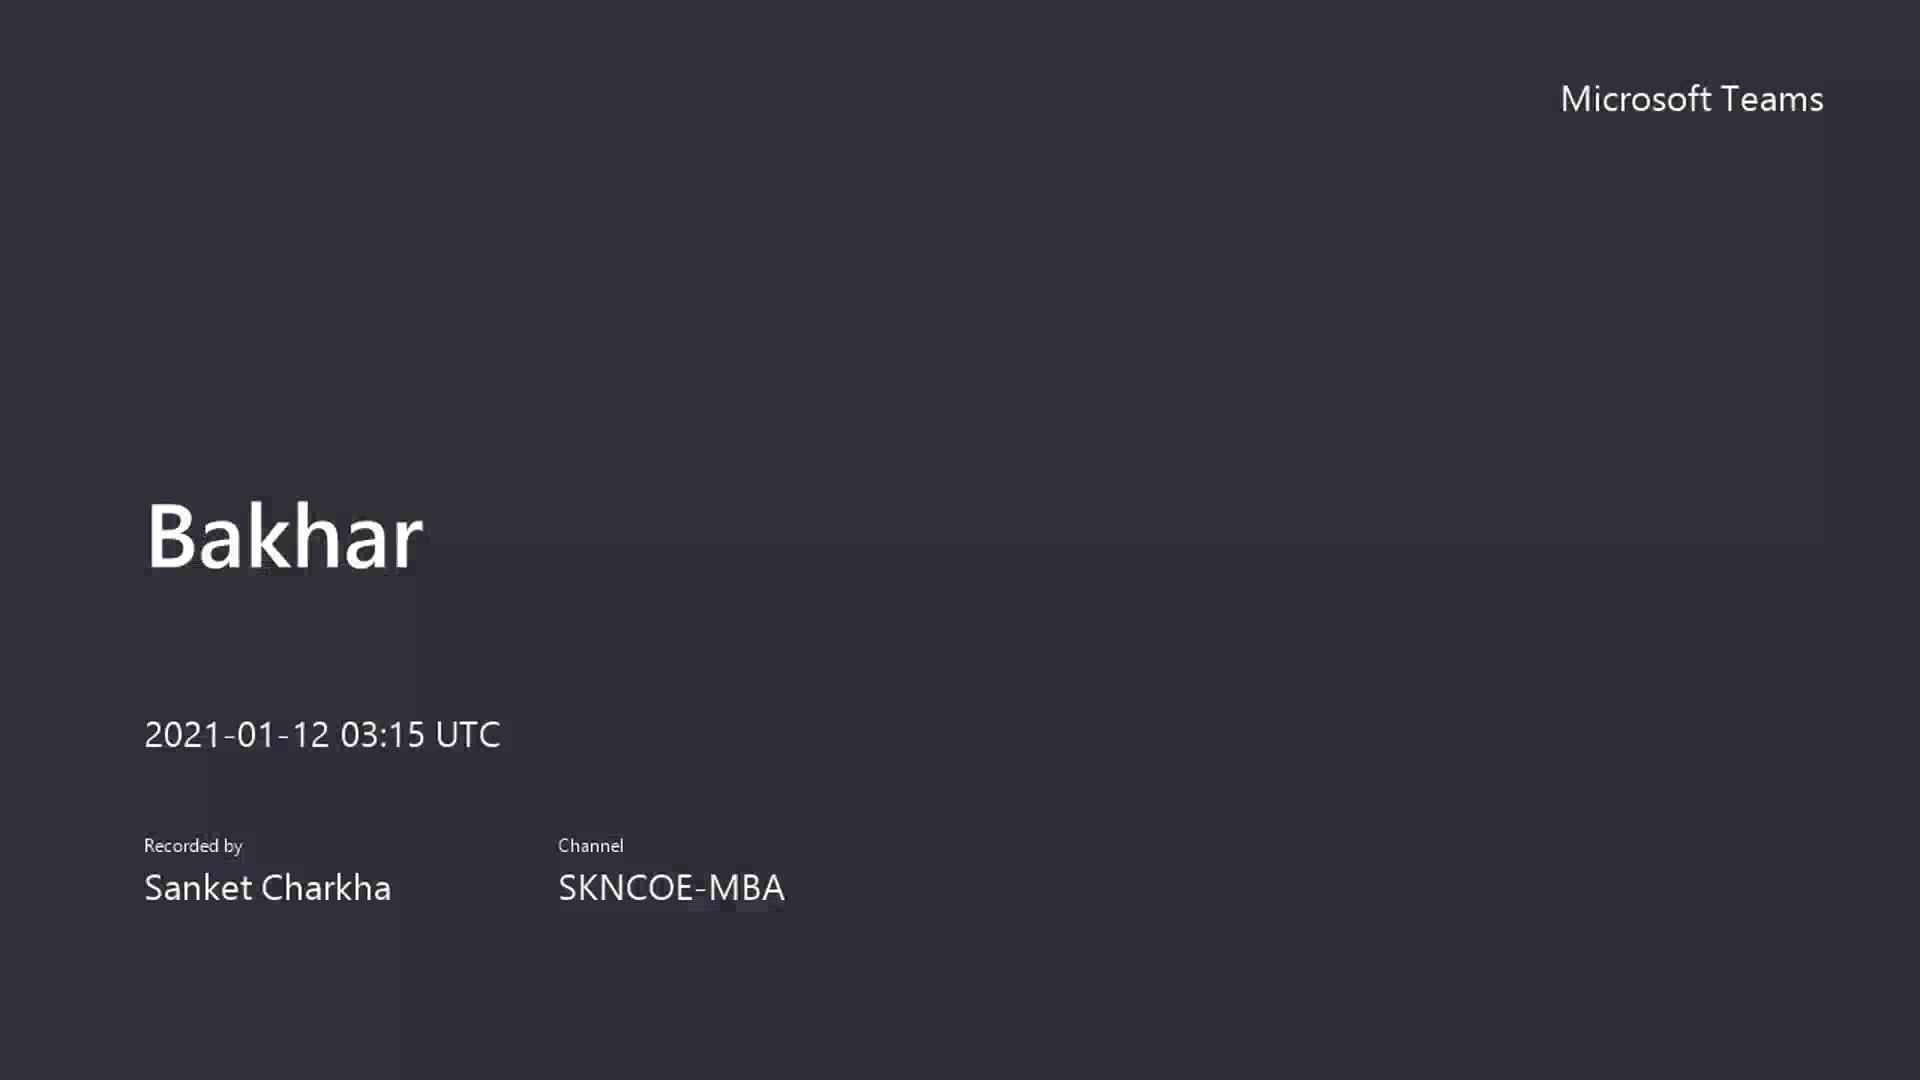 Microsoft Teams
Bakhar
2021-01-12 03:15 UTC
Recorded by
Sanket Charkha
Channel
SKNCOE-MBA